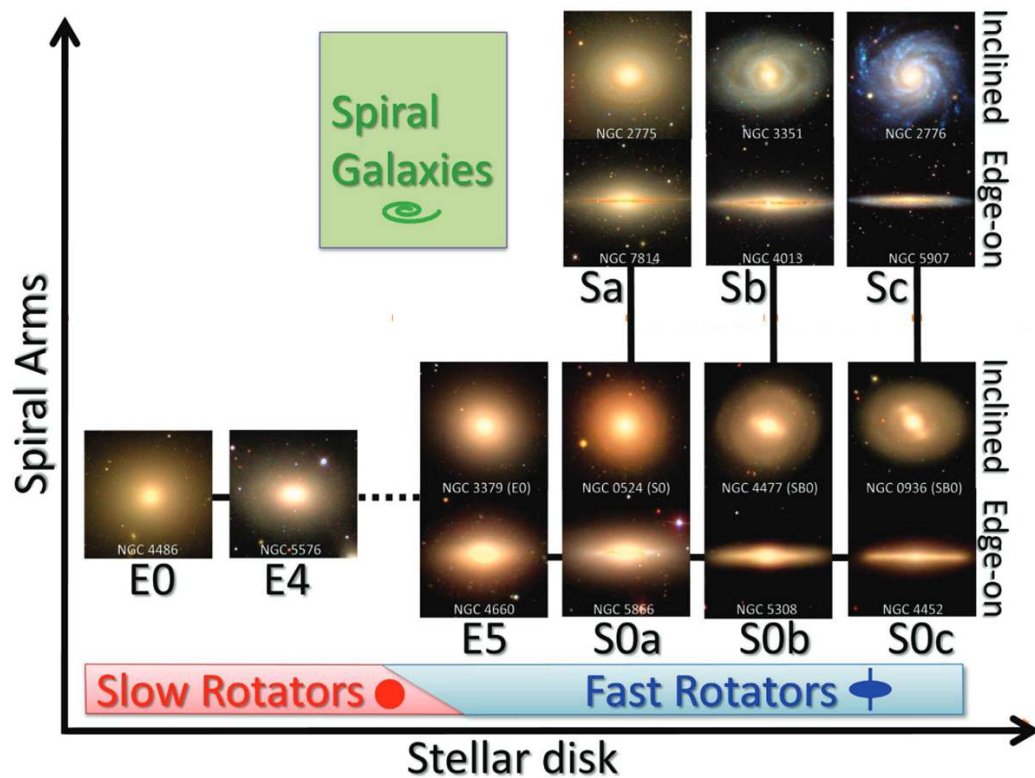 Spiral Arms
Spiral
Galaxies
NGC 2775
NGC 3351
NGC 2776
Inclined
NGC 7814
NGC 4013
NGC 5907
Edge-on
Sa
Sb
Sc
NGC 3379 (E0)
NGC 0524 (S0)
NGC 4477 (SB0)
NGC 0936 (SB0)
Inclined
NGC 4486
NGC 5576
E0
E4
NGC 4660
NGC 5866
NGC 5308
NGC 4452
Edge-on
E5
S0a
S0b
S0c
Slow Rotators
Fast Rotators
Stellar disk